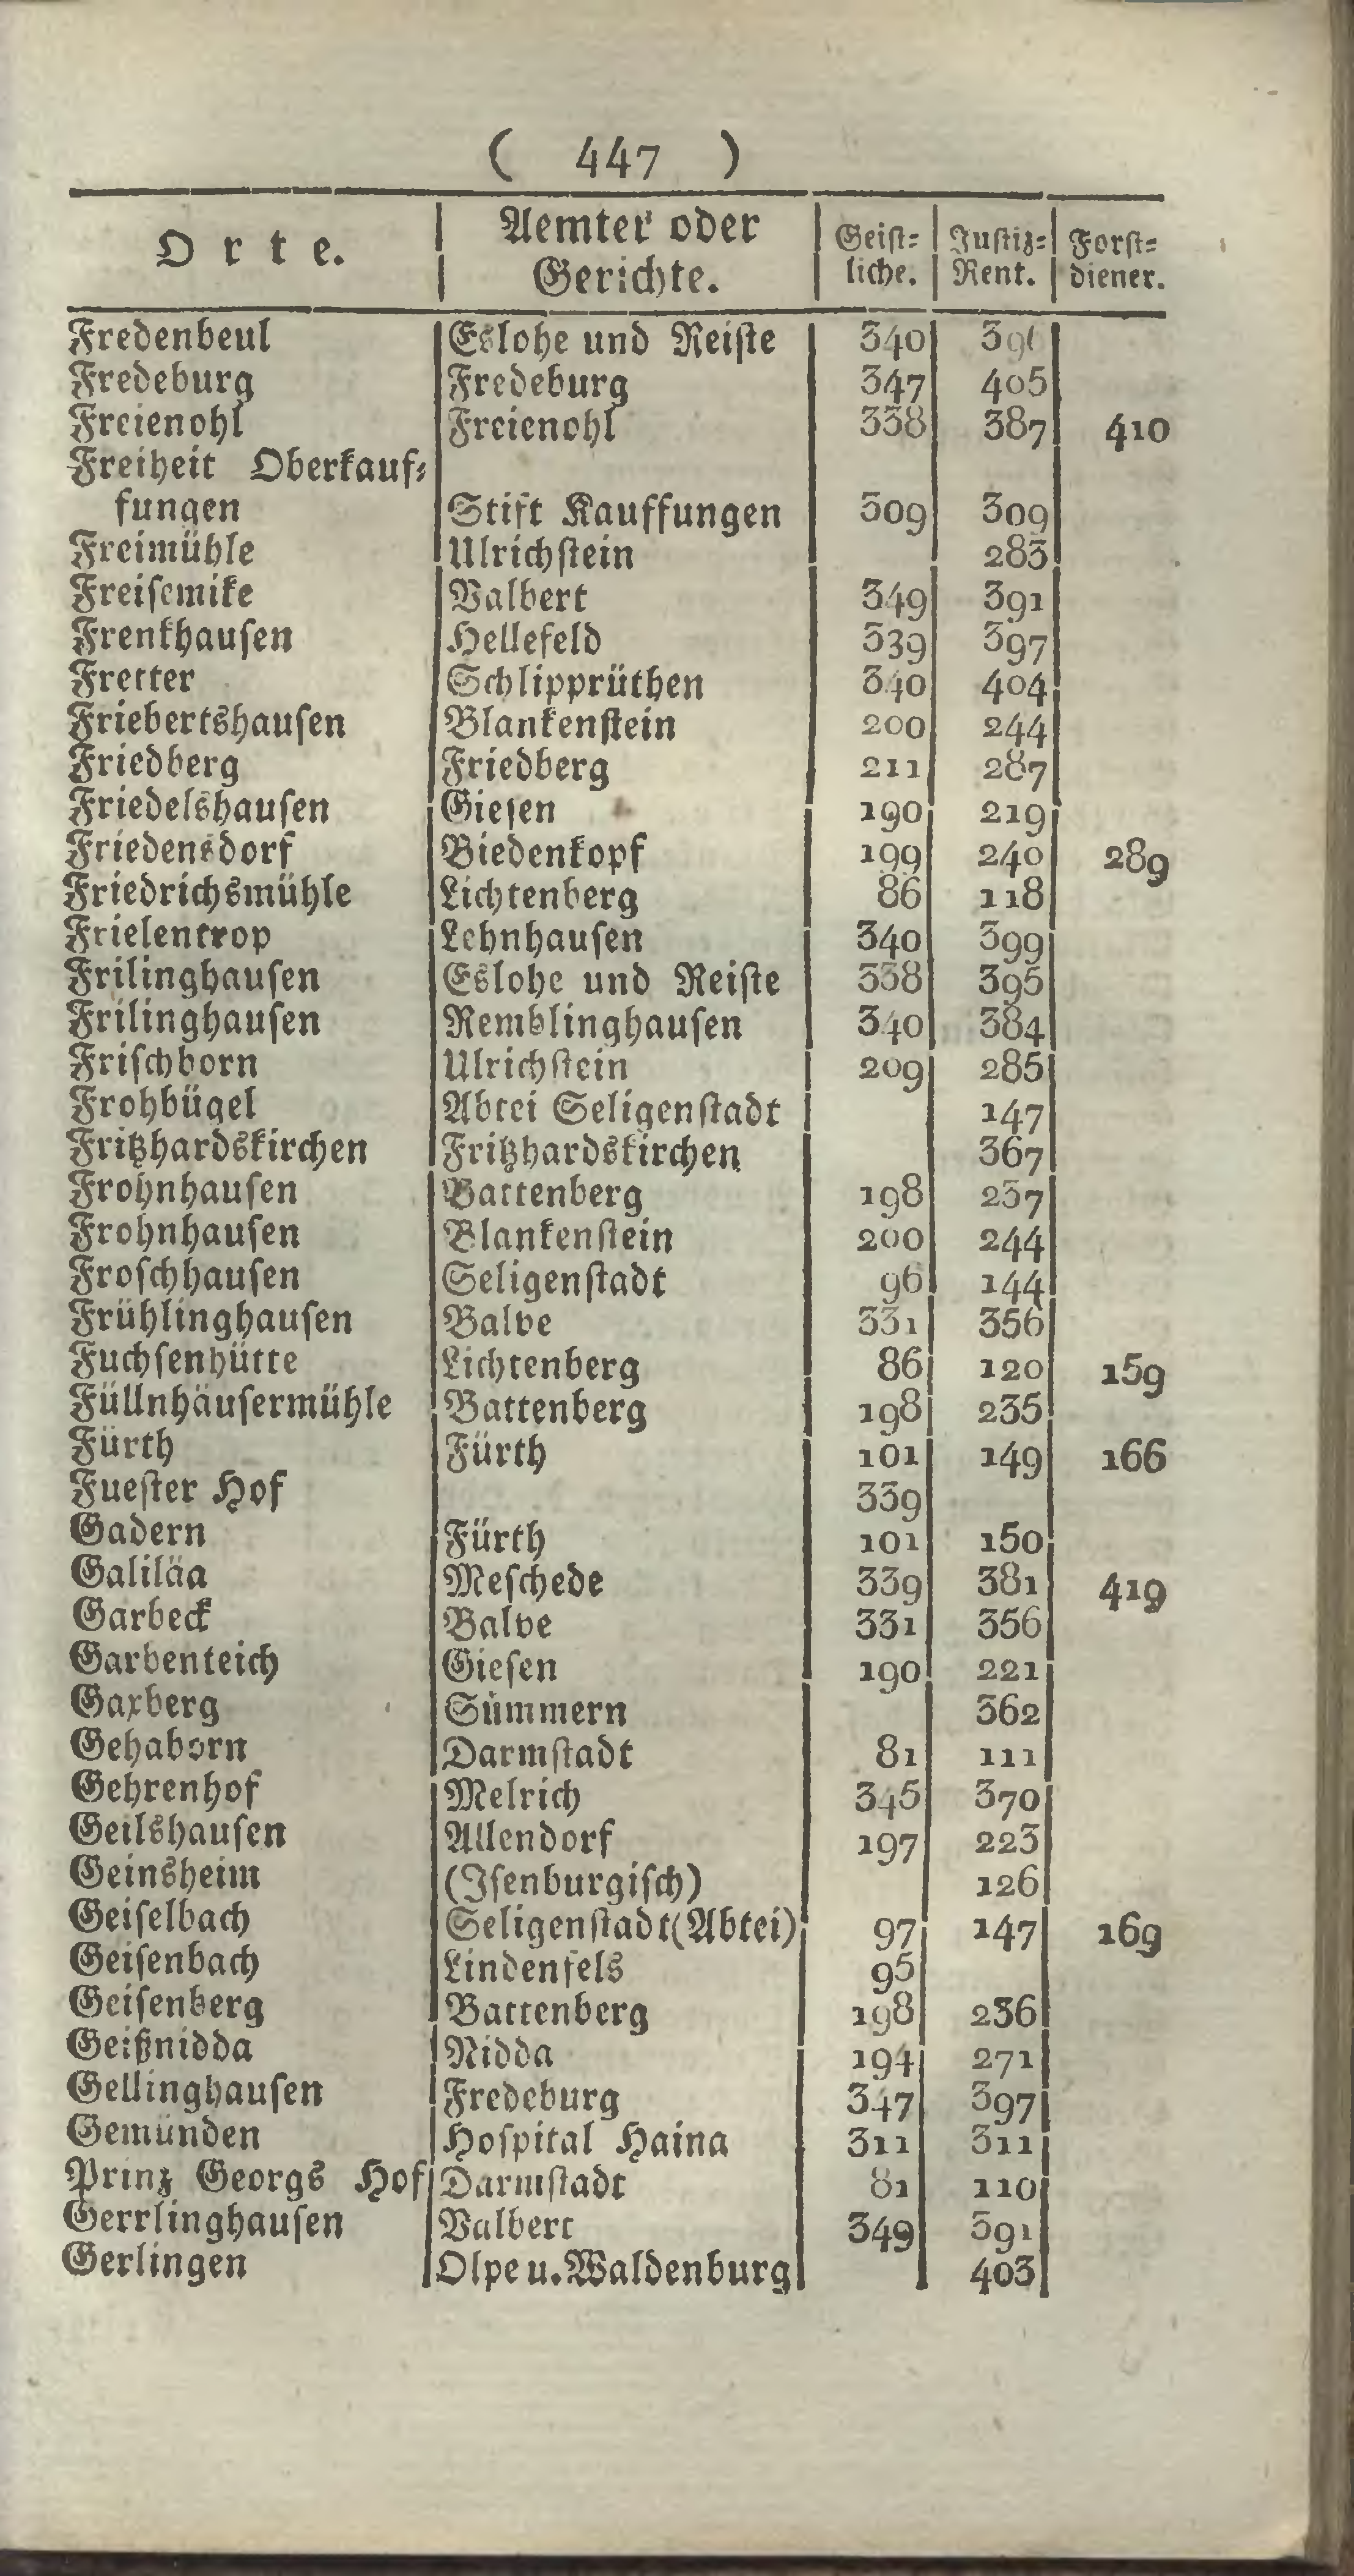 ( 447 )
Orte. Aemter oder Gerichte. Geist= liche. Justiz= Rent. Forst= diener.
Fredenbeul Eslohe und Reiste 340
Fredeburg Fredeburg 347 405
Freienohl Freienohl 338 387 410
Freiheit Oberkauf=
fungen Stift Kauffungen 309 309
Freimühle Ulrichstein 283
Freisemike Valbert 349 391
Frenkhausen Hellefeld 339 397
Fretter Schlipprüthen 340 404
Friebertshausen Blankenstein 200 244
Friedberg Friedberg 211 287
Friedelshausen Giesen 190 219
Friedensdorf Biedenkopf 199 240 289
Friedrichsmühle Lichtenberg 86 118
Frielentrop Lehnhausen 340 399
Frilinghausen Eslohe und Reiste 338 395
Frilinghausen Remblinghausen 340 384
Frischborn Ulrichstein 209 285
Frohbügel Abtei Seligenstadt 147
Fritzhardskirchen Fritzhardskirchen 367
Frohnhausen Battenberg 198 237
Frohnhausen Blankenstein 200 244
Froschhausen Seligenstadt 96 144
Frühlinghausen Balve 331 356
Fuchsenhütte Lichtenberg 86 120 159
Füllnhäusermühle Battenberg 198 235
Fürth Fürth 101 149 166
Fuester Hof 339
Gadern Fürth 101 150
Galiläa Meschede 339 381 419
Garbeck Balve 331 356
Garbenteich Giesen 190 221
Gaxberg Sümmern 362
Gehaborn Darmstadt 81 111
Gehrenhof Melrich 345 370
Geilshausen Allendorf 197 223
Geinsheim (Isenburgisch) 126
Geiselbach Seligenstadt(Abtei) 97 147 169
Geisenbach Lindenfels 95
Geisenberg Battenberg 198 236
Geißnidda Nidda 194 271
Gellinghausen Fredeburg 347 397
Gemünden Hospital Haina 311 311
Prinz Georgs Hof Darmstadt 81 110
Gerrlinghausen Valbert 349 391
Gerlingen Olpe u. Waldenburg 403